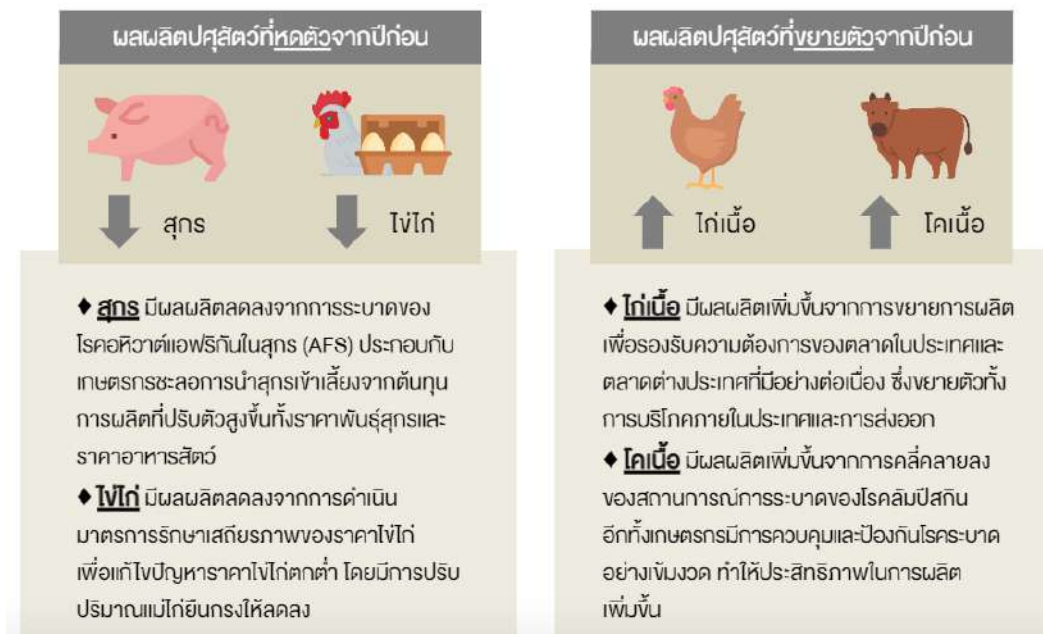 ผลผลิตปศุสัตว์ที่หดตัวจากปีก่อน
สุกร
ไข่ไก่
◆ สุกร มีผลผลิตลดลงจากการระบาดของ
โรคอหิวาต์แอฟริกันในสุกร (AFS) ประกอบกับ
เกษตรกรชะลอการนำสุกรเข้าเลี้ยงจากต้นทุน
การผลิตที่ปรับตัวสูงขึ้นทั้งราคาพันธุ์สุกรและ
ราคาอาหารสัตว์
◆ ไข่ไก่ มีผลผลิตลดลงจากการดำเนิน
มาตรการรักษาเสถียรภาพของราคาไข่ไก่
เพื่อแก้ไขปัญหาราคาไข่ไก่ตกต่ำ โดยมีการปรับ
ปริมาณแม่ไก่ยืนกรงให้ลดลง
ผลผลิตปศุสัตว์ที่ขยายตัวจากปีก่อน
ไก่เนื้อ
โคเนื้อ
◆ ไก่เนื้อ มีผลผลิตเพิ่มขึ้นจากการขยายการผลิต
เพื่อรองรับความต้องการของตลาดในประเทศและ
ตลาดต่างประเทศที่มีอย่างต่อเนื่อง ซึ่งขยายตัวทั้ง
การบริโภคภายในประเทศและการส่งออก
◆ โคเนื้อ มีผลผลิตเพิ่มขึ้นจากการคลี่คลายลง
ของสถานการณ์การระบาดของโรคลัมปีสกิน
อีกทั้งเกษตรกรมีการควบคุมและป้องกันโรคระบาด
อย่างเข้มงวด ทำให้ประสิทธิภาพในการผลิต
เพิ่มขึ้น